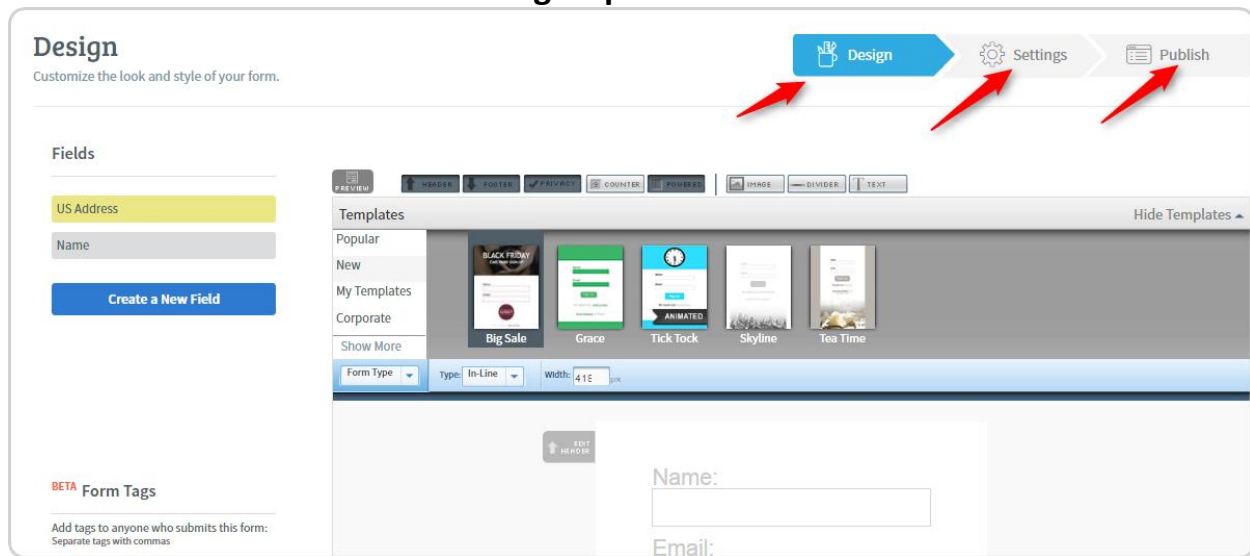 Design
Customize the look and style of your form.
Design
Settings
Publish
Fields
US Address
Name
Create a New Field
PREVIEW
HEADER
FOOTER
PRIVACY
COUNTER
POWERED
IMAGE
DIVIDER
TEXT
Templates
Hide Templates
Popular
New
My Templates
Corporate
Show More
BLACK FRIDAY
ANIMATED
Big Sale
Grace
Tick Tock
Skyline
Tea Time
Form Type
Type: In-Line
Width: 418 px
EDIT
HEADER
Name:
Email:
BETA Form Tags
Add tags to anyone who submits this form:
Separate tags with commas